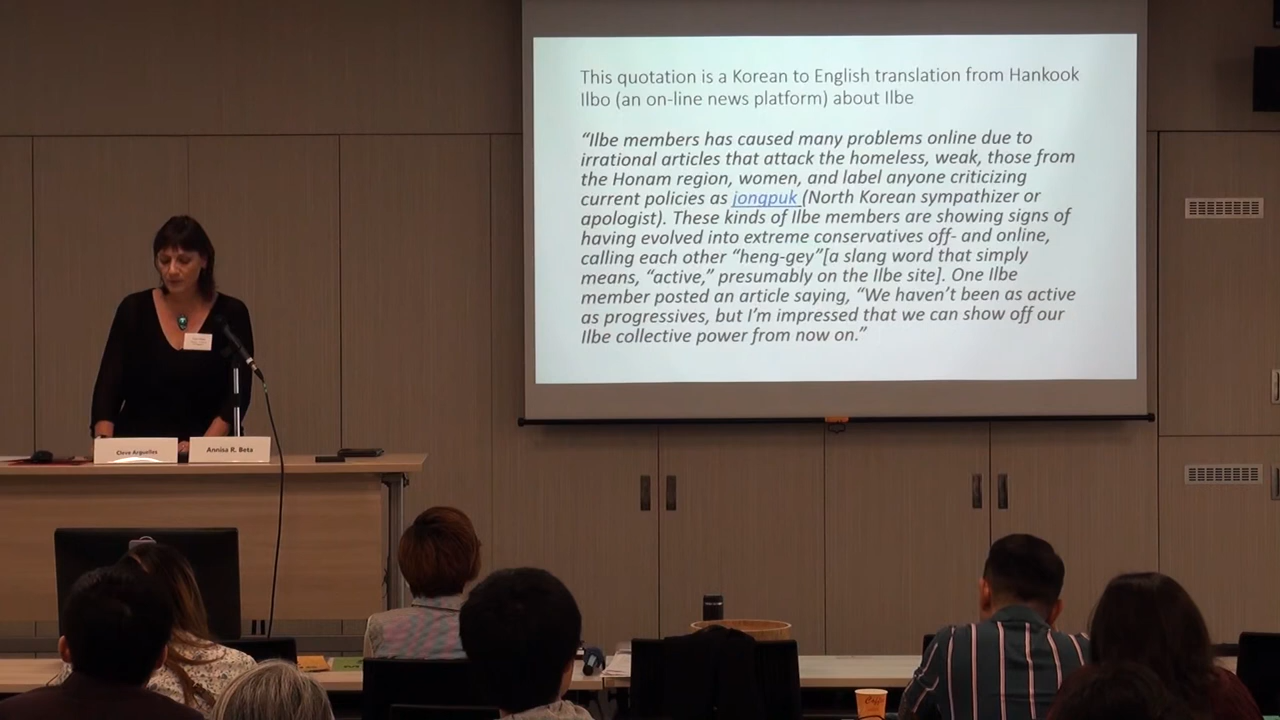 This quotation is a Korean to English translation from Hankook
Ilbo (an on-line news platform) about Ilbe
“Ilbe members has caused many problems online due to
irrational articles that attack the homeless, weak, those from
the Honam region, women, and label anyone criticizing
current policies as jongpuk (North Korean sympathizer or
apologist). These kinds of Ilbe members are showing signs of
having evolved into extreme conservatives off- and online,
calling each other “heng-gey”[a slang word that simply
means, “active,” presumably on the Ilbe site]. One Ilbe
member posted an article saying, “We haven’t been as active
as progressives, but I’m impressed that we can show off our
Ilbe collective power from now on.”
Cleve Arguelles
Annisa R. Beta